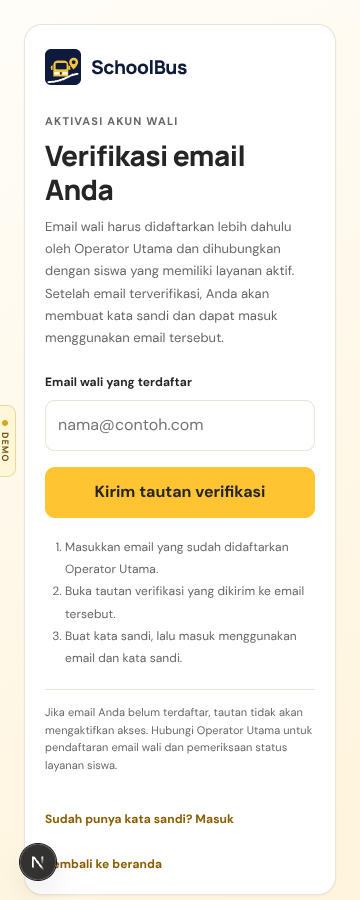 SchoolBus
AKTIVASI AKUN WALI
Verifikasi email
Anda
Email wali harus didaftarkan lebih dahulu
oleh Operator Utama dan dihubungkan
dengan siswa yang memiliki layanan aktif.
Setelah email terverifikasi, Anda akan
membuat kata sandi dan dapat masuk
menggunakan email tersebut.
Email wali yang terdaftar
nama@contoh.com
DEMO
Kirim tautan verifikasi
1. Masukkan email yang sudah didaftarkan
Operator Utama.
2. Buka tautan verifikasi yang dikirim ke email
tersebut.
3. Buat kata sandi, lalu masuk menggunakan
email dan kata sandi.
Jika email Anda belum terdaftar, tautan tidak akan
mengaktifkan akses. Hubungi Operator Utama untuk
pendaftaran email wali dan pemeriksaan status
layanan siswa.
Sudah punya kata sandi? Masuk
N embali ke beranda